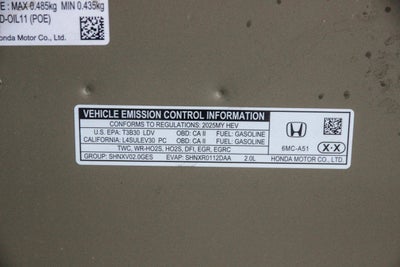 E : MAX 0.485kg MIN 0.435kg
D-OIL11 (POE)
Honda Motor Co., Ltd.
VEHICLE EMISSION CONTROL INFORMATION
CONFORMS TO REGULATIONS: 2025MY HEV
U.S. EPA: T3B30 LDV OBD: CA II FUEL: GASOLINE
CALIFORNIA: L4SULEV30 PC OBD: CA II FUEL: GASOLINE
TWC, WR-HO2S, HO2S, DFI, EGR, EGRC
GROUP: SHNXV02.0GES EVAP: SHNXR0112DAA 2.0L
6MC-A51
X-X
HONDA MOTOR CO., LTD.